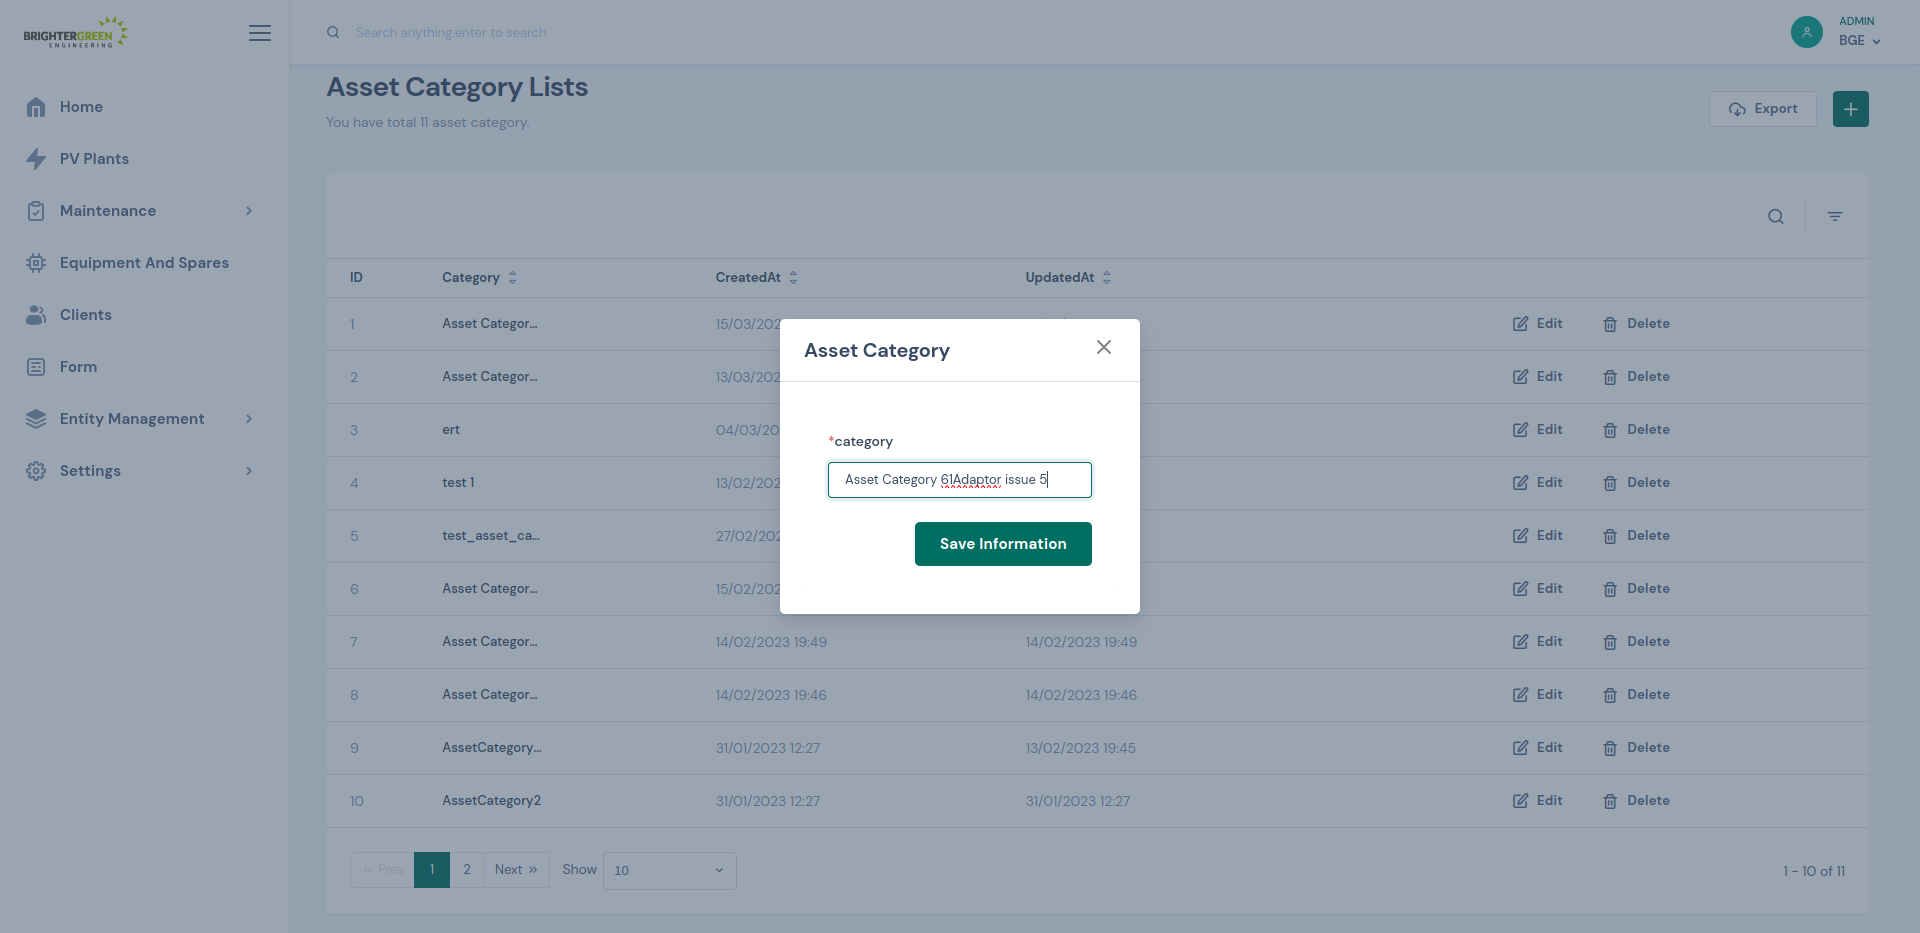 BRIGHTERGREEN
ENGINEERING
Search anything.enter to search
ADMIN
BGE
Home
PV Plants
Maintenance
Equipment And Spares
Clients
Form
Entity Management
Settings
Asset Category Lists
You have total 11 asset category.
Export
ID Category CreatedAt UpdatedAt
1 Asset Categor... 15/03/202 Edit Delete
2 Asset Categor... 13/03/202 Edit Delete
3 ert 04/03/20 Edit Delete
4 test 1 13/02/202 Edit Delete
5 test_asset_ca... 27/02/202 Edit Delete
6 Asset Categor... 15/02/202 Edit Delete
7 Asset Categor... 14/02/2023 19:49 14/02/2023 19:49 Edit Delete
8 Asset Categor... 14/02/2023 19:46 14/02/2023 19:46 Edit Delete
9 AssetCategory... 31/01/2023 12:27 13/02/2023 19:45 Edit Delete
10 AssetCategory2 31/01/2023 12:27 31/01/2023 12:27 Edit Delete
Asset Category
*category
Asset Category 61Adaptor issue 5
Save Information
« Prev 1 2 Next » Show 10
1 - 10 of 11